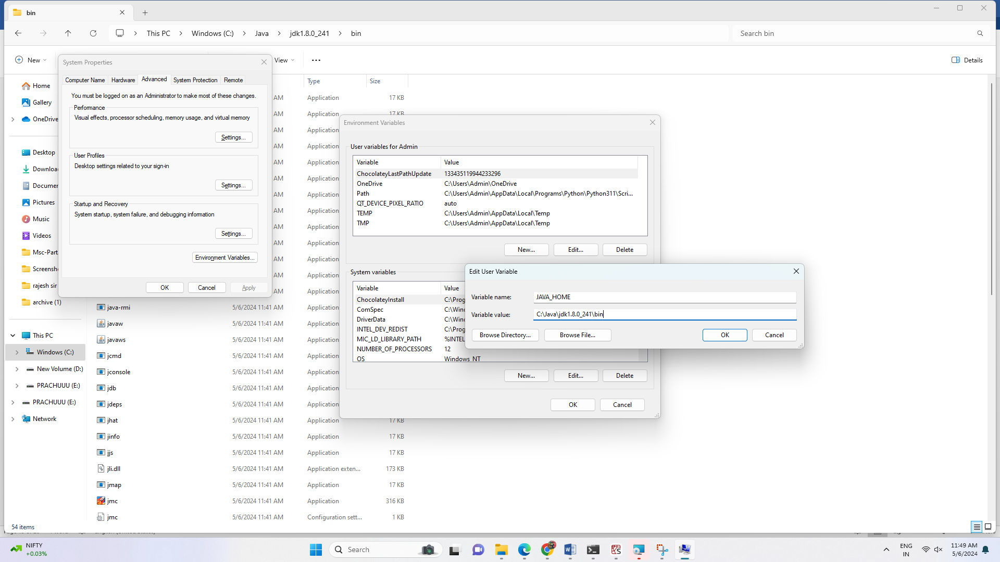 bin
This PC
Windows (C:)
Java
jdk1.8.0_241
bin
Search bin
New
View
Details
System Properties
Computer Name
Hardware
Advanced
System Protection
Remote
You must be logged on as an Administrator to make most of these changes.
Performance
Visual effects, processor scheduling, memory usage, and virtual memory
Settings...
User Profiles
Desktop settings related to your sign-in
Settings...
Startup and Recovery
System startup, system failure, and debugging information
Settings...
Environment Variables...
OK
Cancel
Apply
Home
Gallery
OneDrive
Desktop
Downloa
Documer
Pictures
Music
Videos
Msc-Part
Screensh
rajesh sir
archive (1)
This PC
Windows (C:)
New Volume (D:)
PRACHUUU (E:)
PRACHUUU (E:)
Network
Type
Size
AM Application 17 KB
AM Application 17 KB
AM Application
AM Application
AM Application
AM Application
AM Application
AM Application
AM Application
AM Application
AM Application
AM Application
AM Application
java-rmi 5/6/2024 11:41 AM Application
javaw 5/6/2024 11:41 AM Application
javaws 5/6/2024 11:41 AM Application
jcmd 5/6/2024 11:41 AM Application
jconsole 5/6/2024 11:41 AM Application
jdb 5/6/2024 11:41 AM Application
jdeps 5/6/2024 11:41 AM Application
jhat 5/6/2024 11:41 AM Application 17 KB
jinfo 5/6/2024 11:41 AM Application 17 KB
jjs 5/6/2024 11:41 AM Application 17 KB
jli.dll 5/6/2024 11:41 AM Application exten... 173 KB
jmap 5/6/2024 11:41 AM Application 17 KB
jmc 5/6/2024 11:41 AM Application 316 KB
jmc 5/6/2024 11:41 AM Configuration sett... 1 KB
54 items
Environment Variables
User variables for Admin
Variable Value
ChocolateyLastPathUpdate 133435119944233296
OneDrive C:\Users\Admin\OneDrive
Path C:\Users\Admin\AppData\Local\Programs\Python\Python311\Scri...
QT_DEVICE_PIXEL_RATIO auto
TEMP C:\Users\Admin\AppData\Local\Temp
TMP C:\Users\Admin\AppData\Local\Temp
New... Edit... Delete
System variables
Variable Value
ChocolateyInstall C:\Prog
ComSpec C:\Winc
DriverData C:\Winc
INTEL_DEV_REDIST C:\Prog
MIC_LD_LIBRARY_PATH %INTEL
NUMBER_OF_PROCESSORS 12
OS Windows_NT
New... Edit... Delete
OK Cancel
Edit User Variable
Variable name: JAVA_HOME
Variable value: C:\Java\jdk1.8.0_241\bin
Browse Directory... Browse File... OK Cancel
NIFTY
+0.03%
Search
ENG
IN
11:49 AM
5/6/2024